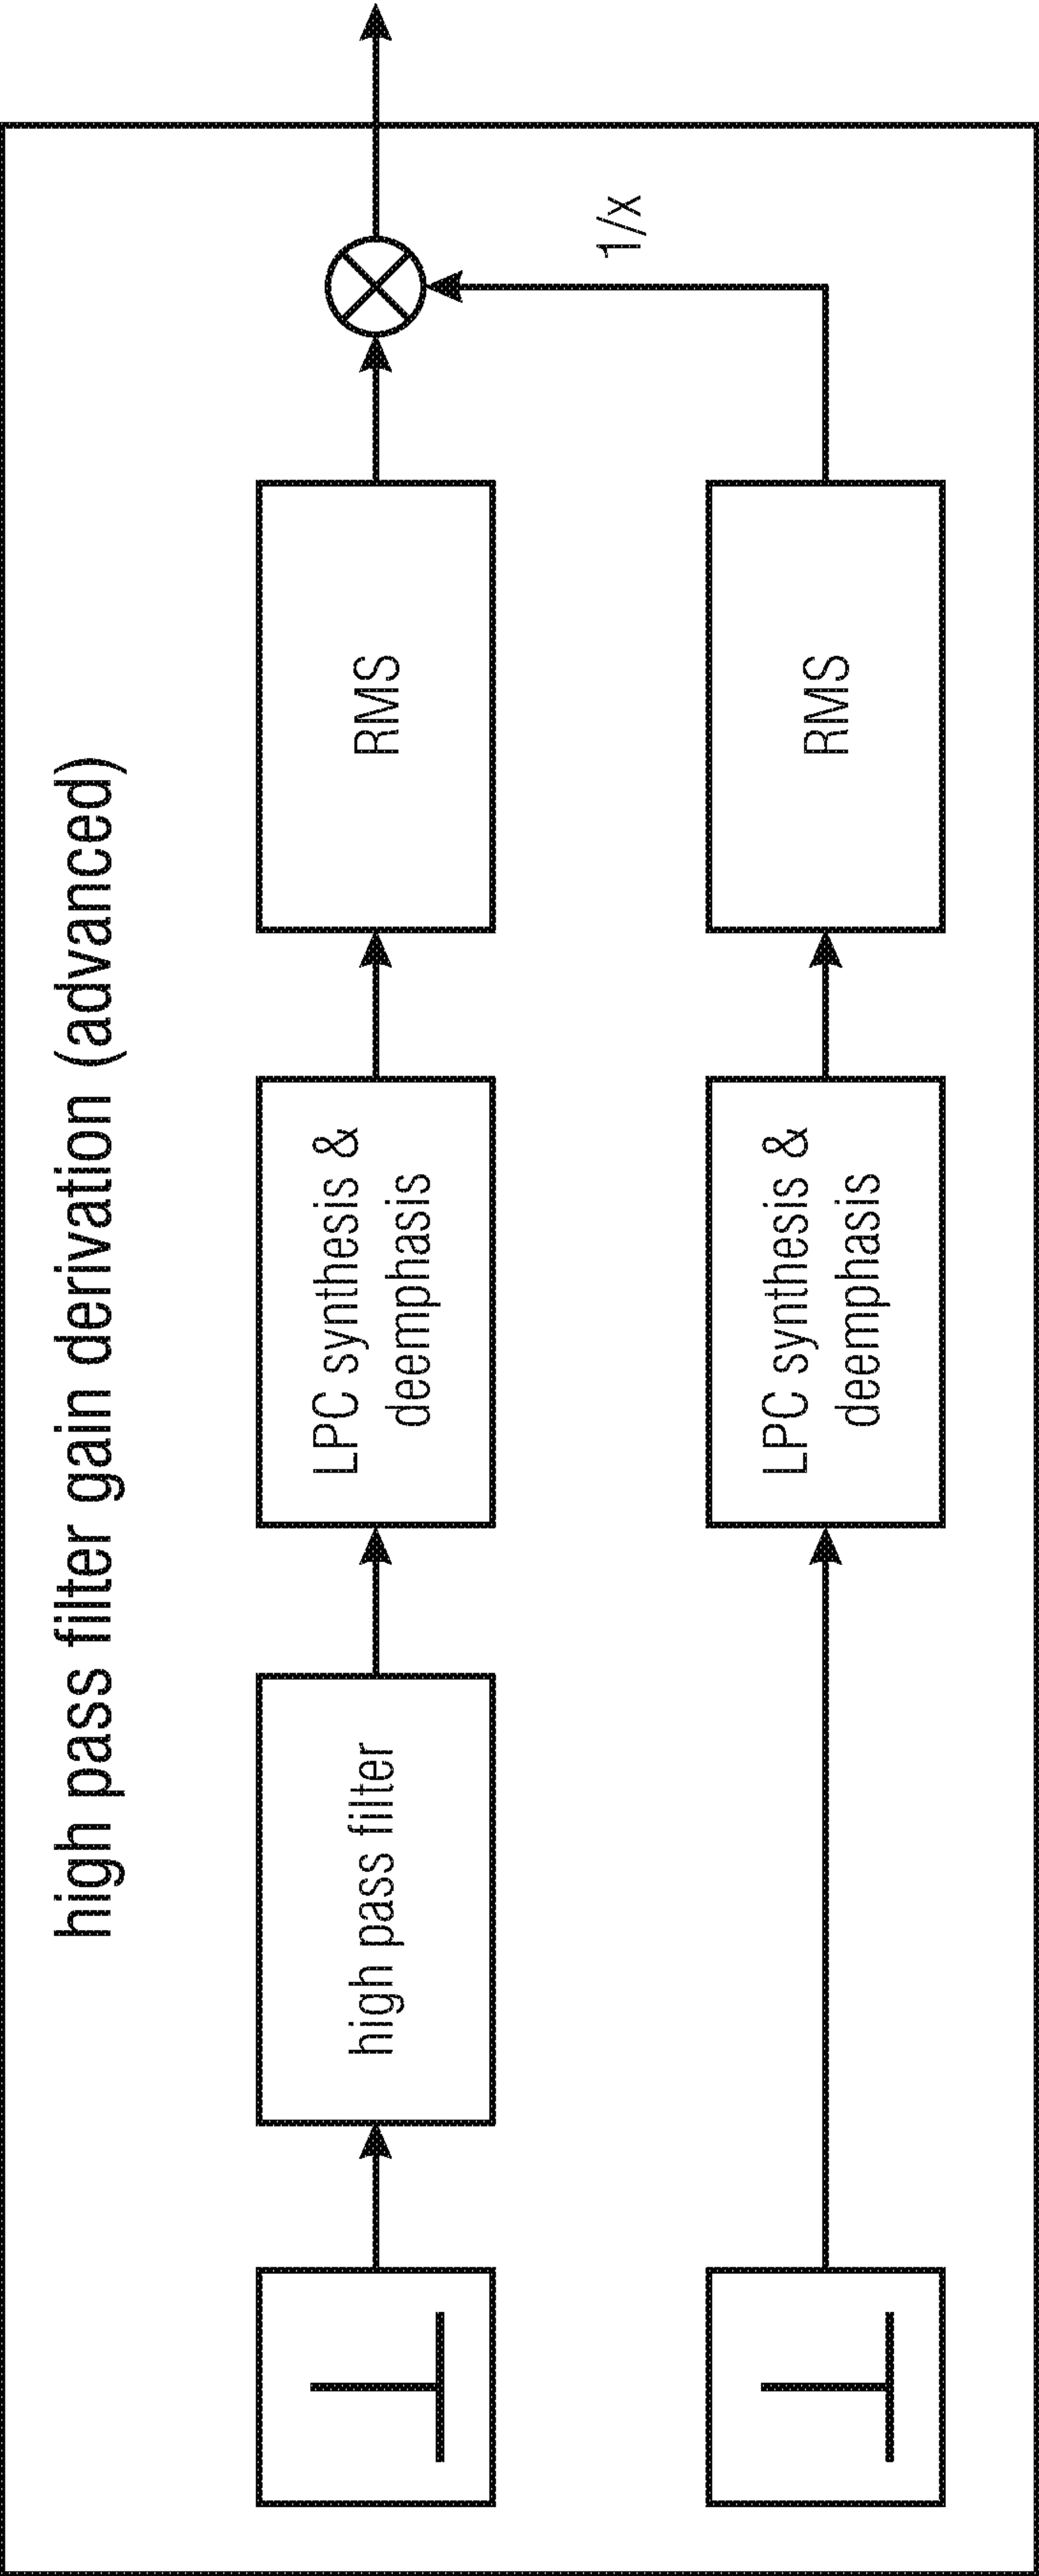 high pass filter gain derivation (advanced)
high pass filter
LPC synthesis &
deemphasis
RMS
1/x
LPC synthesis &
deemphasis
RMS